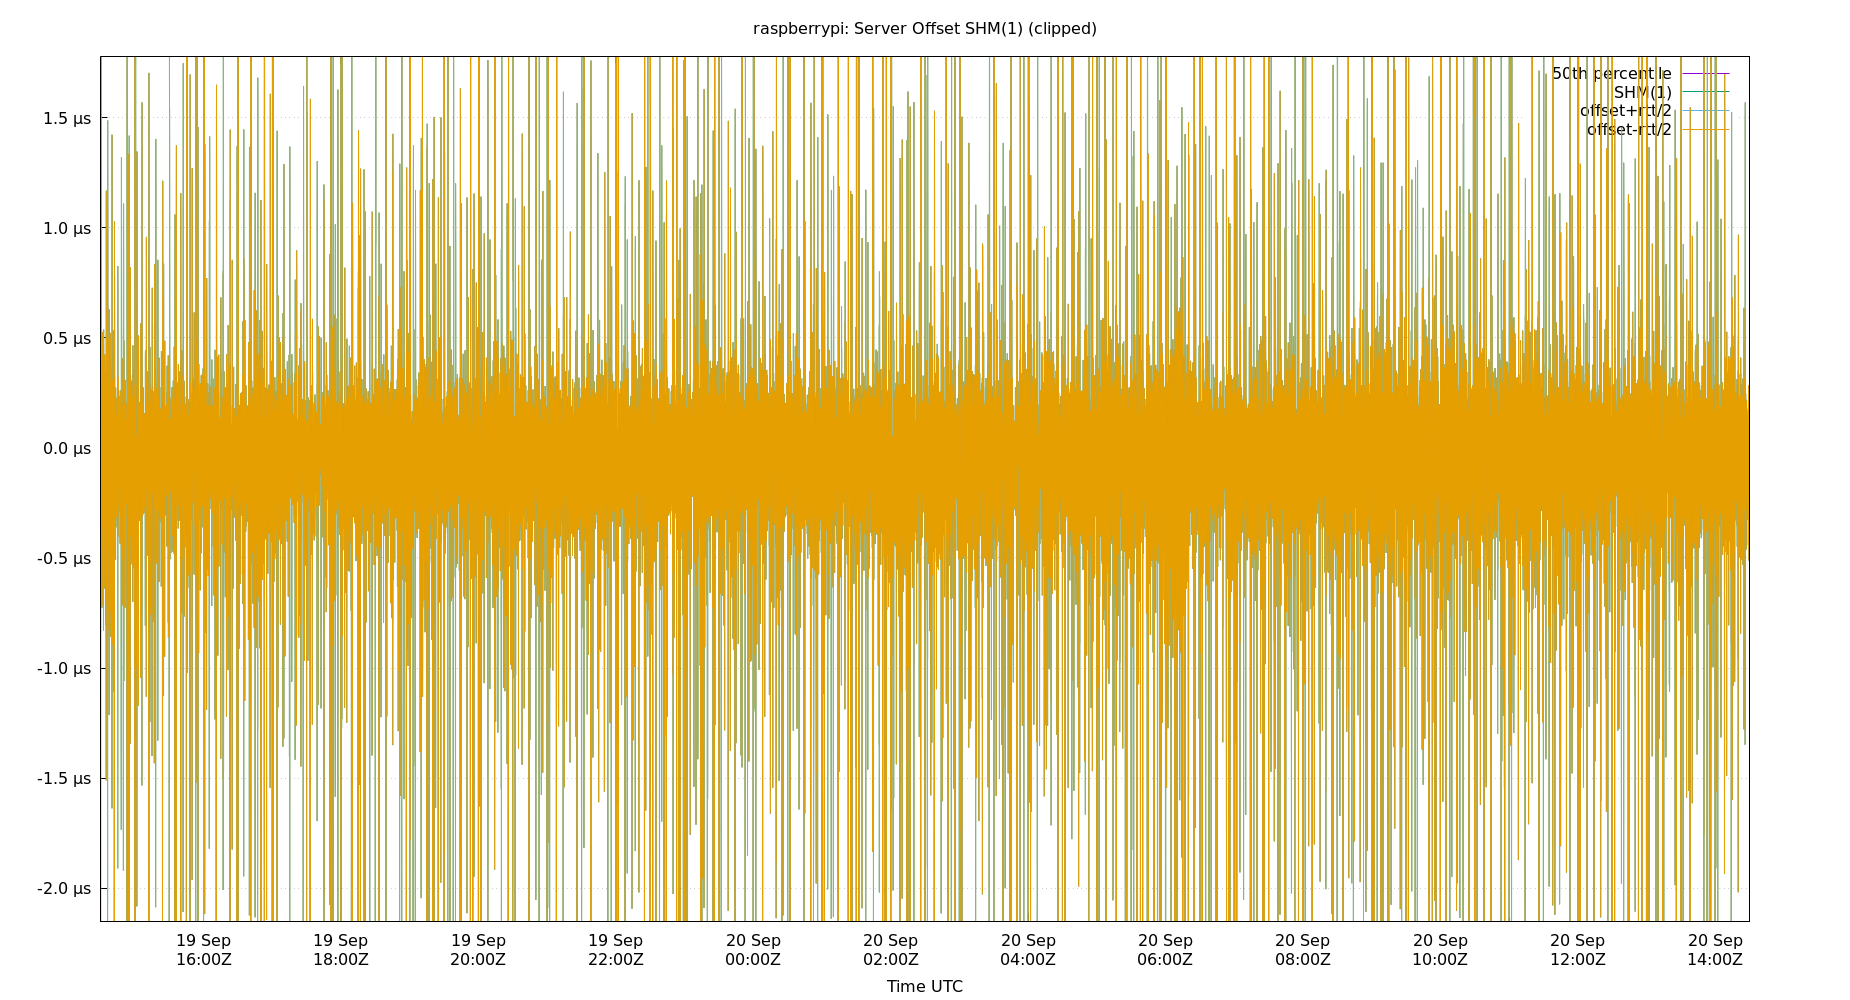 raspberrypi: Server Offset SHM(1) (clipped)
50th percentile
SHM(1)
offset+rtt/2
offset-rtt/2
1.5 µs
1.0 µs
0.5 µs
0.0 µs
-0.5 µs
-1.0 µs
-1.5 µs
-2.0 µs
19 Sep 19 Sep 19 Sep 19 Sep 20 Sep 20 Sep 20 Sep 20 Sep 20 Sep 20 Sep 20 Sep 20 Sep
16:00Z 18:00Z 20:00Z 22:00Z 00:00Z 02:00Z 04:00Z 06:00Z 08:00Z 10:00Z 12:00Z 14:00Z
Time UTC